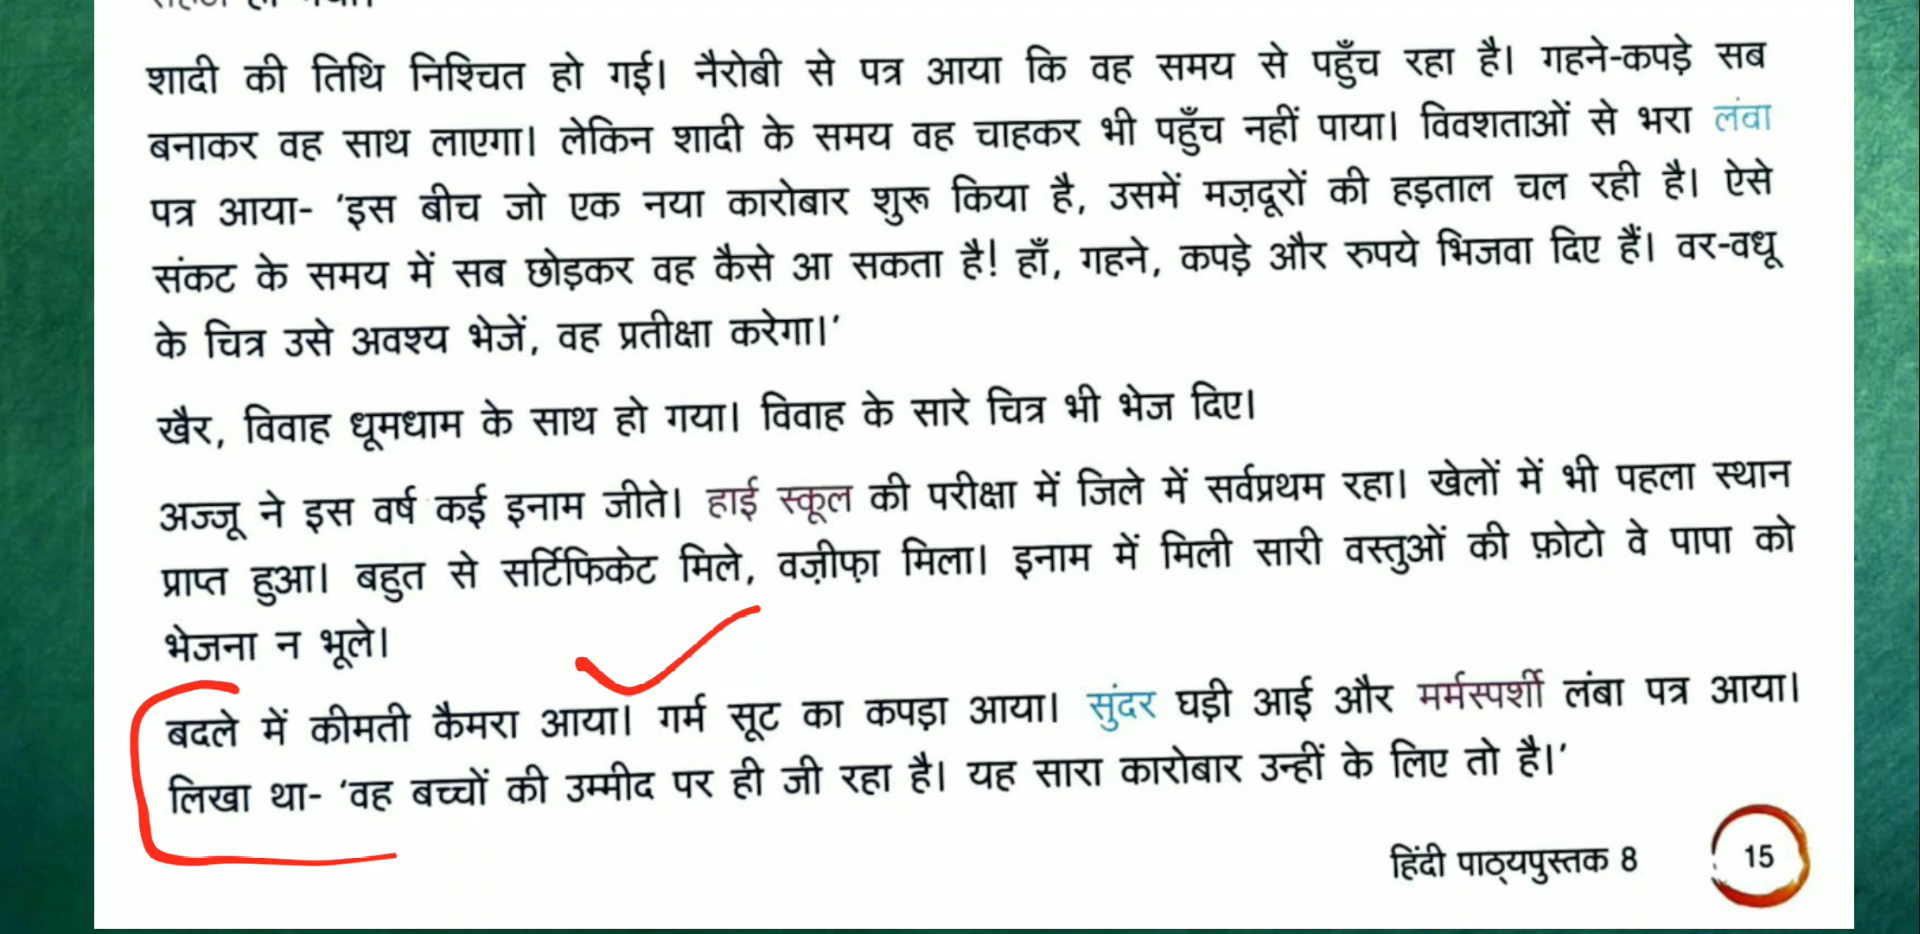 शादी की तिथि निश्चित हो गई। नैरोबी से पत्र आया कि वह समय से पहुँच रहा है। गहने-कपड़े सब
बनाकर वह साथ लाएगा। लेकिन शादी के समय वह चाहकर भी पहुँच नहीं पाया। विवशताओं से भरा लंबा
पत्र आया- 'इस बीच जो एक नया कारोबार शुरू किया है, उसमें मज़दूरों की हड़ताल चल रही है। ऐसे
संकट के समय में सब छोड़कर वह कैसे आ सकता है! हाँ, गहने, कपड़े और रुपये भिजवा दिए हैं। वर-वधू
के चित्र उसे अवश्य भेजें, वह प्रतीक्षा करेगा।'
खैर, विवाह धूमधाम के साथ हो गया। विवाह के सारे चित्र भी भेज दिए।
अज्जू ने इस वर्ष कई इनाम जीते। हाई स्कूल की परीक्षा में जिले में सर्वप्रथम रहा। खेलों में भी पहला स्थान
प्राप्त हुआ। बहुत से सर्टिफिकेट मिले, वज़ीफ़ा मिला। इनाम में मिली सारी वस्तुओं की फ़ोटो वे पापा को
भेजना न भूले।
बदले में कीमती कैमरा आया। गर्म सूट का कपड़ा आया। सुंदर घड़ी आई और मर्मस्पर्शी लंबा पत्र आया।
लिखा था- 'वह बच्चों की उम्मीद पर ही जी रहा है। यह सारा कारोबार उन्हीं के लिए तो है।'
हिंदी पाठ्यपुस्तक 8 15